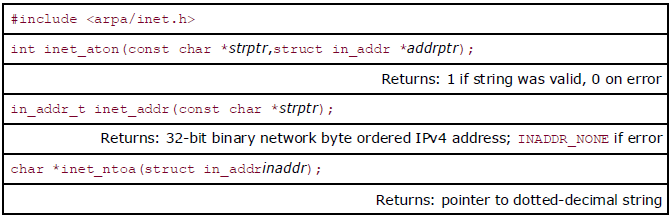 #include <arpa/inet.h>
int inet_aton(const char *strptr,struct in_addr *addrptr);
Returns: 1 if string was valid, 0 on error
in_addr_t inet_addr(const char *strptr);
Returns: 32-bit binary network byte ordered IPv4 address; INADDR_NONE if error
char *inet_ntoa(struct in_addrinaddr);
Returns: pointer to dotted-decimal string